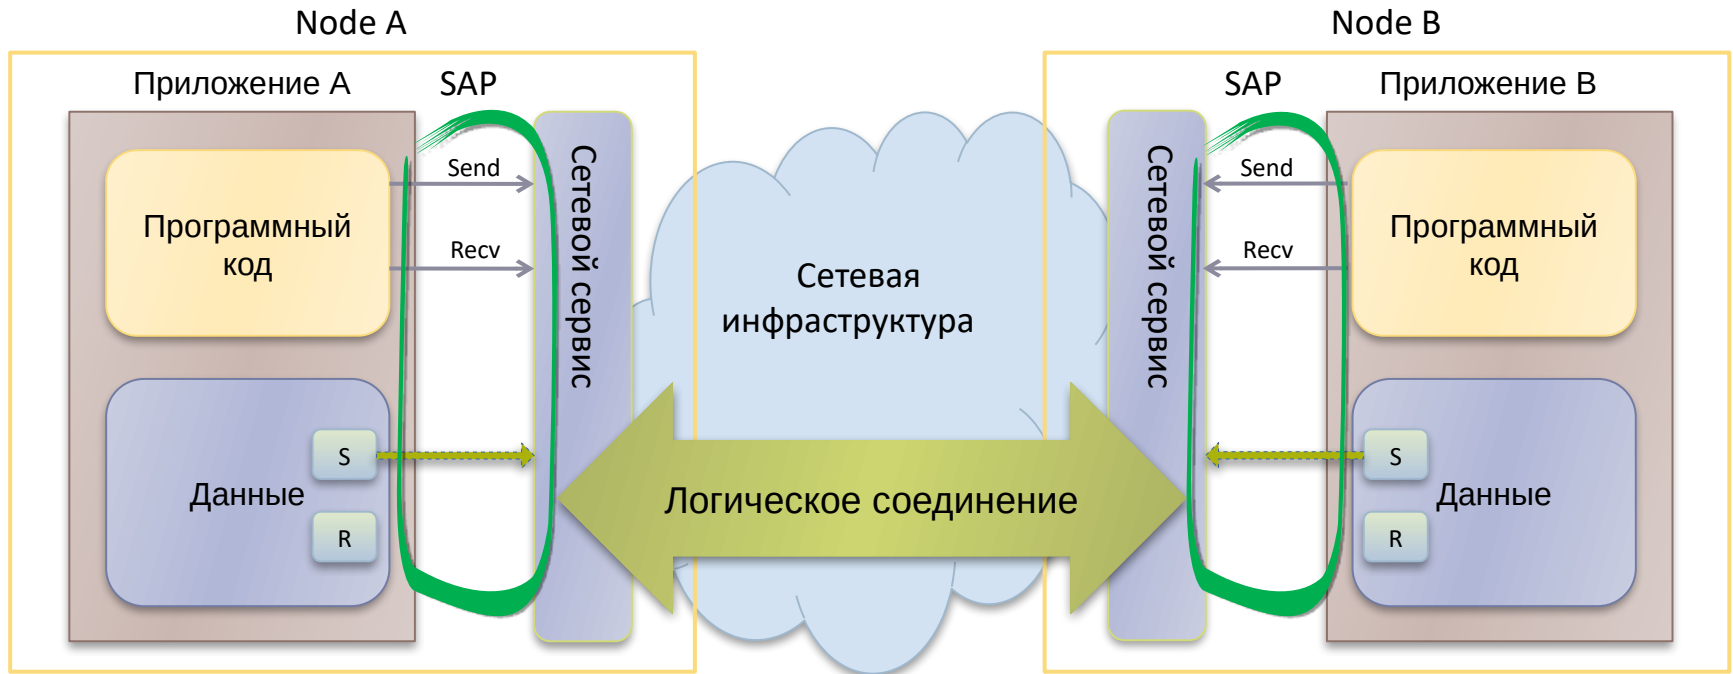 Node A
Node B
Приложение А
SAP
SAP
Приложение B
Send
Recv
Программный
код
Сетевой сервис
Сетевая
инфраструктура
Сетевой сервис
Send
Recv
Программный
код
S
Данные
R
Логическое соединение
S
Данные
R